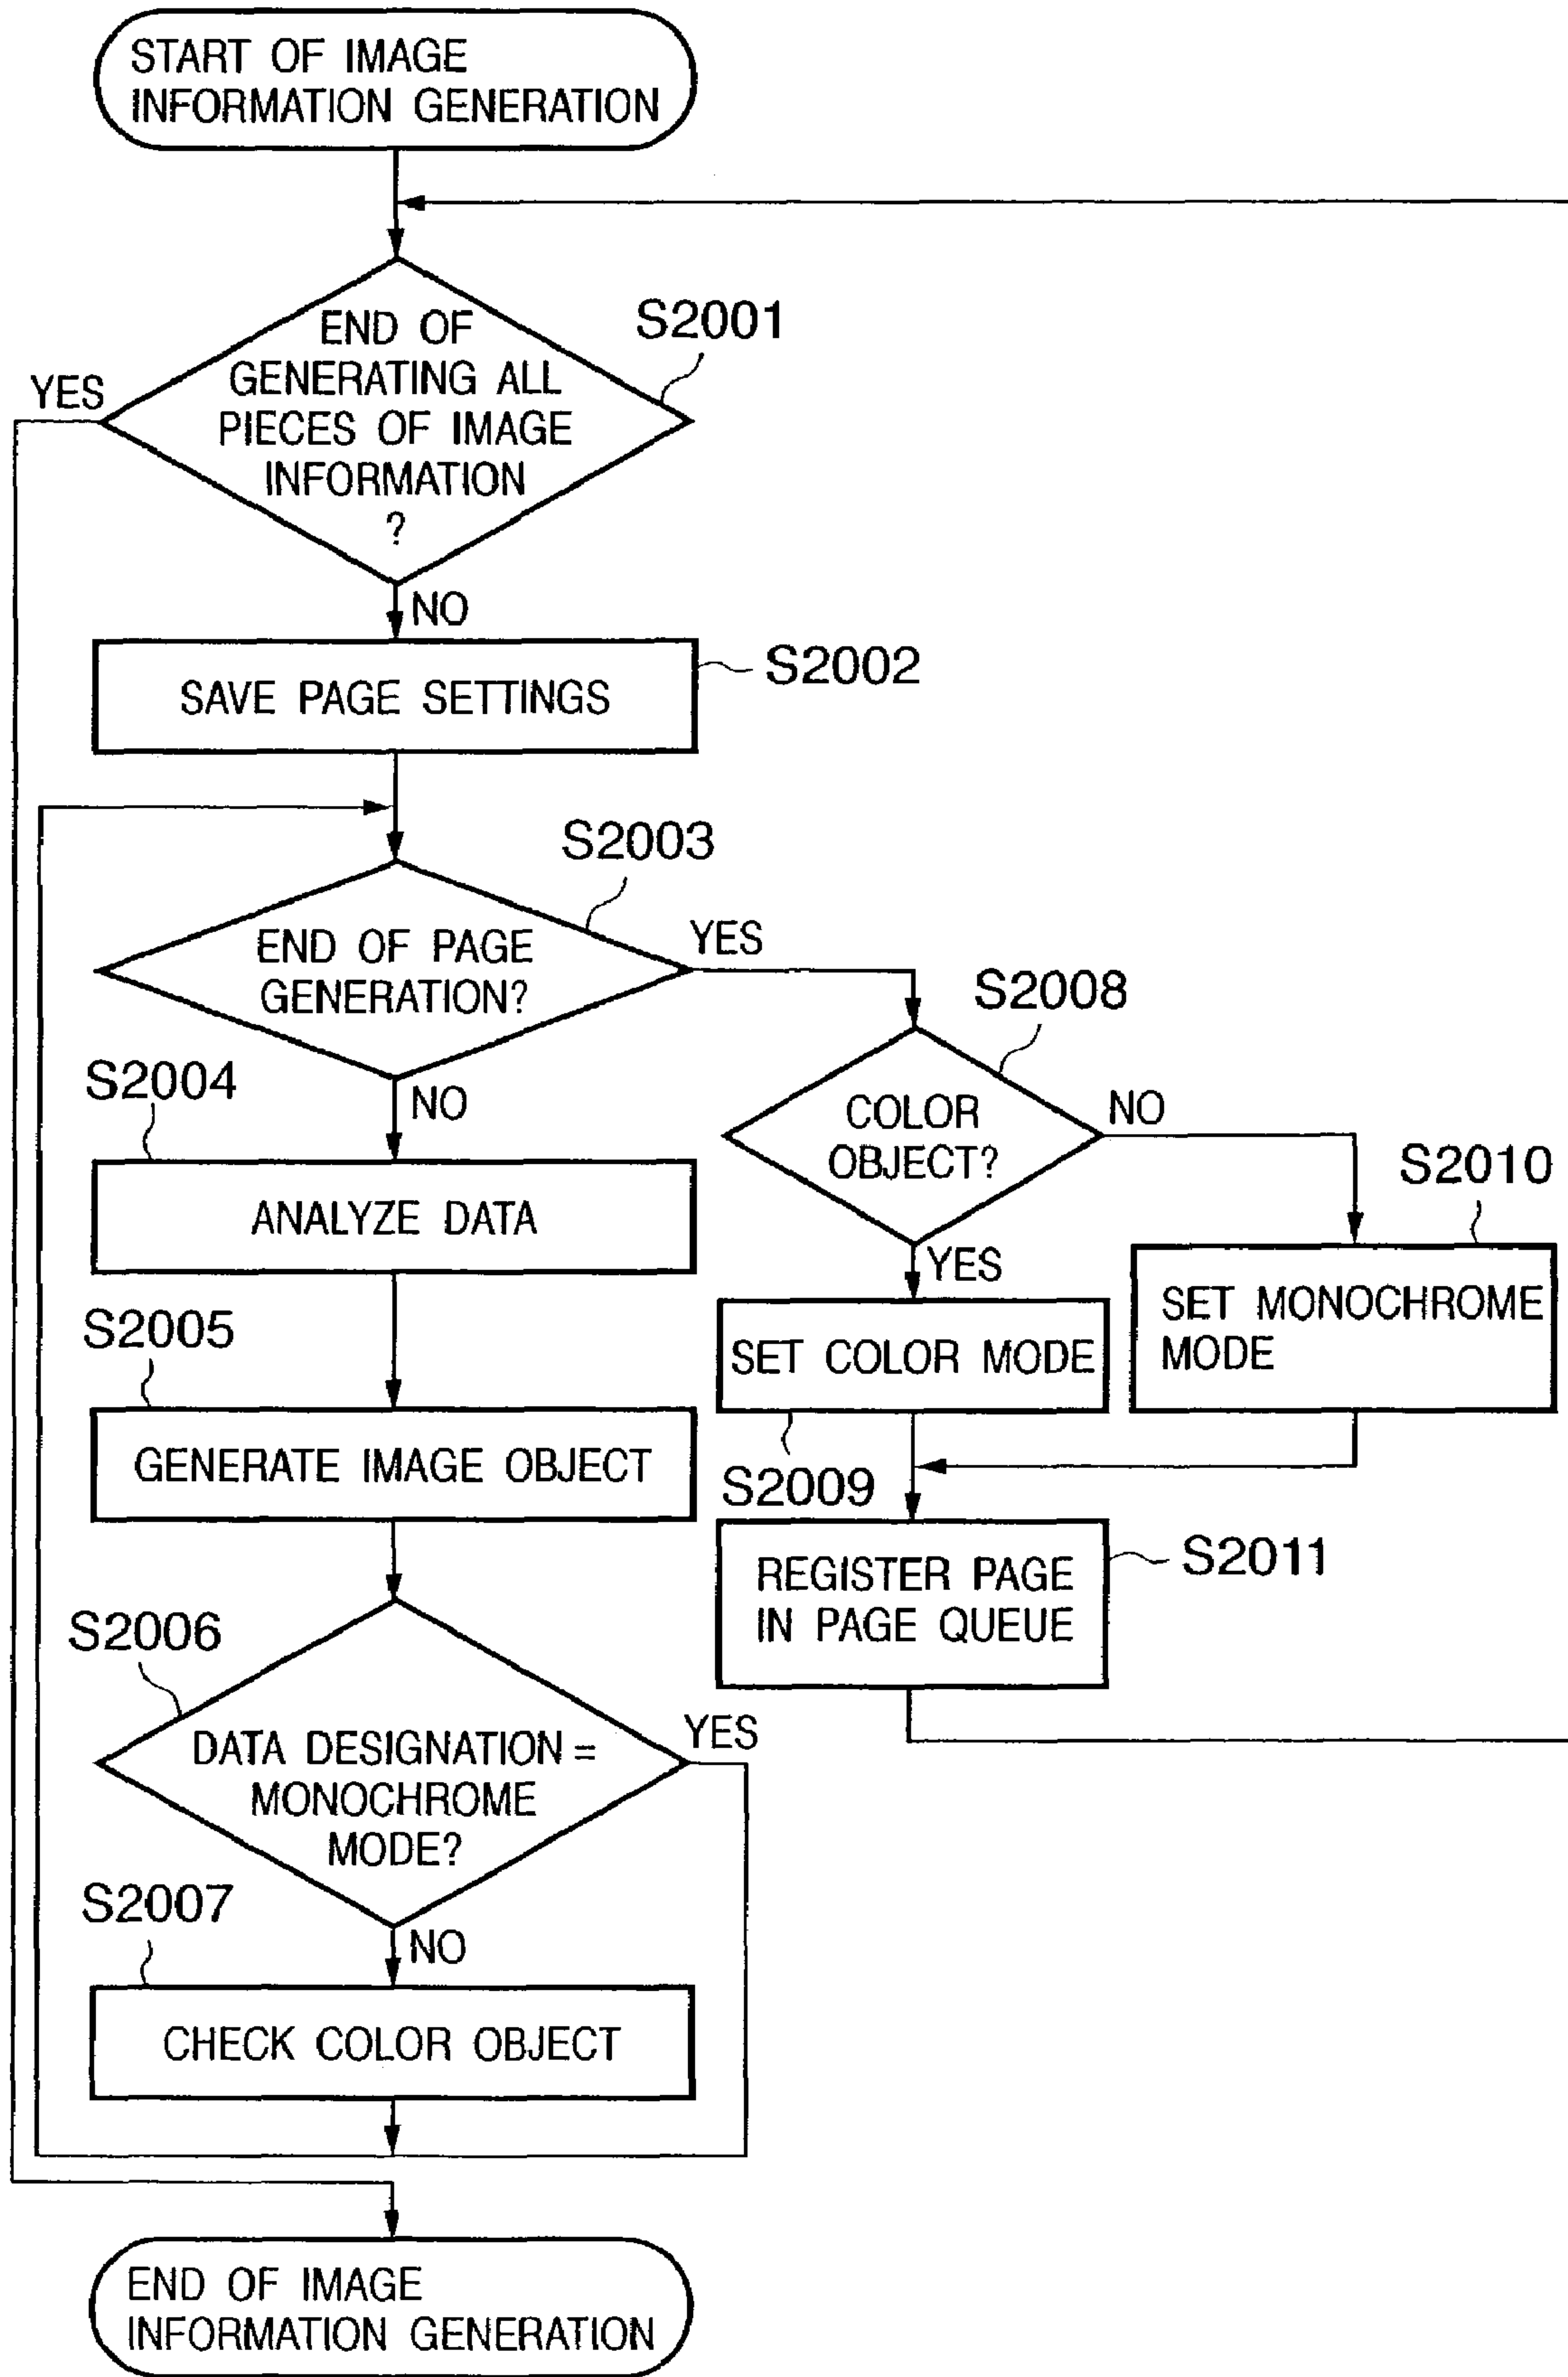 START OF IMAGE
INFORMATION GENERATION
S2001
END OF
GENERATING ALL
PIECES OF IMAGE
INFORMATION
?
YES
NO
S2002
SAVE PAGE SETTINGS
S2003
END OF PAGE
GENERATION?
YES
NO
S2004
ANALYZE DATA
S2005
GENERATE IMAGE OBJECT
S2006
DATA DESIGNATION =
MONOCHROME
MODE?
YES
NO
S2007
CHECK COLOR OBJECT
S2008
COLOR
OBJECT?
NO
YES
S2010
SET MONOCHROME
MODE
SET COLOR MODE
S2009
REGISTER PAGE
IN PAGE QUEUE
S2011
END OF IMAGE
INFORMATION GENERATION